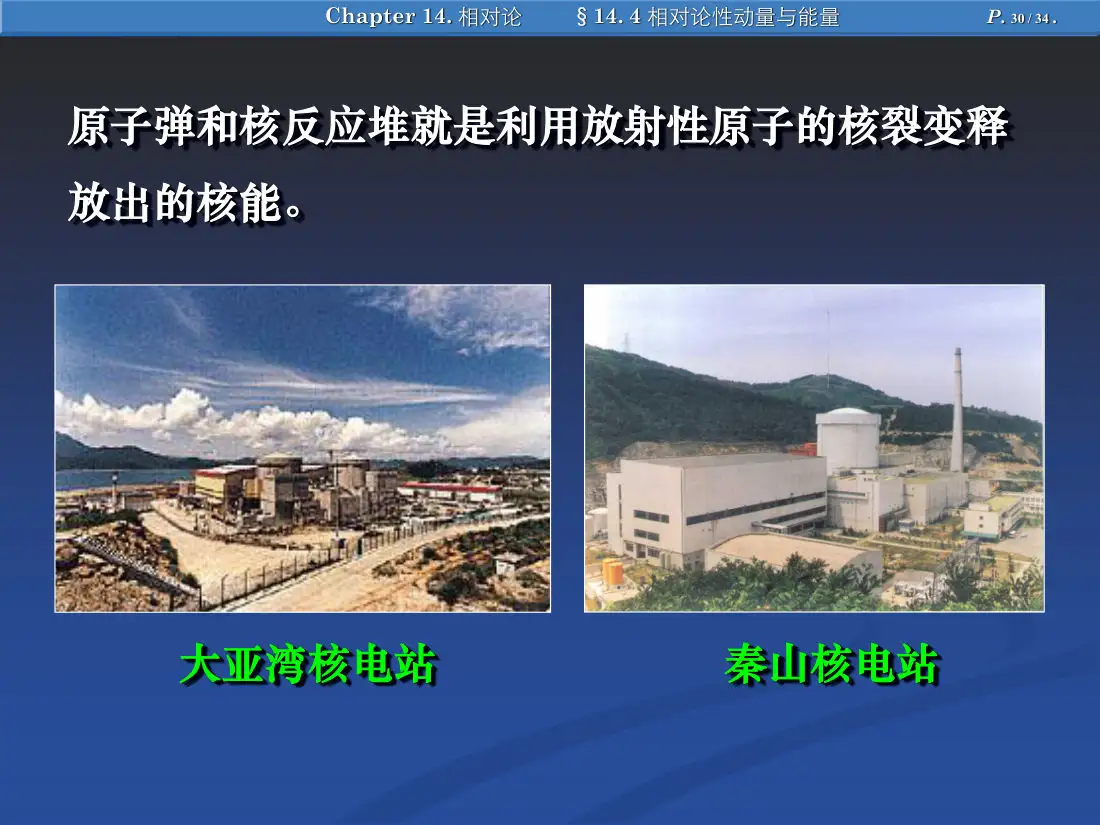 Chapter 14. 相对论 §14.4 相对论性动量与能量 P. 30 / 34 .
原子弹和核反应堆就是利用放射性原子的核裂变释
放出的核能。
大亚湾核电站 秦山核电站